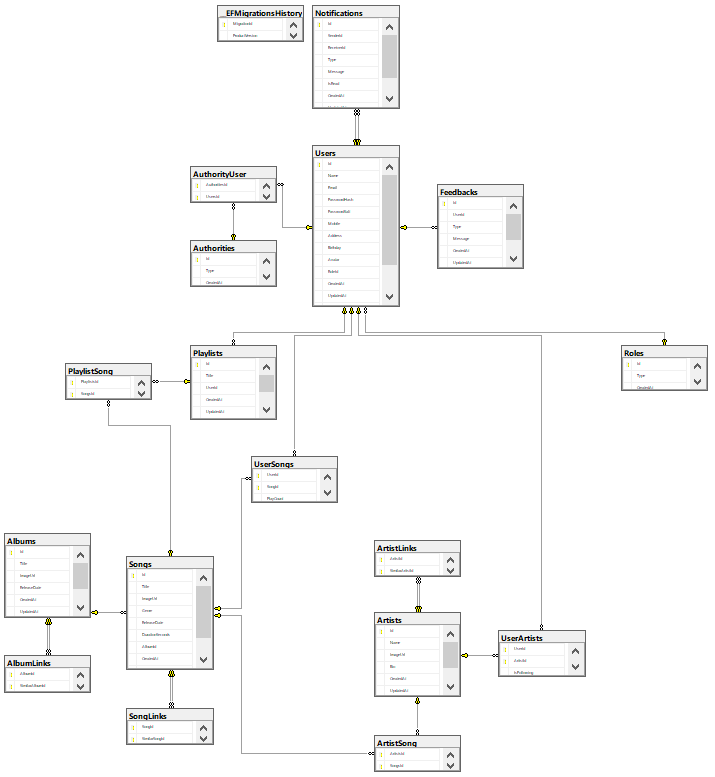 __EFMigrationsHistory
MigrationId
ProductVersion
Notifications
Id
SenderId
ReceiverId
Type
Message
IsRead
CreatedAt
Users
Id
Name
Email
PasswordHash
PasswordSalt
Mobile
Address
Birthday
Avatar
RoleId
CreatedAt
UpdatedAt
AuthorityUser
AuthoritiesId
UsersId
Authorities
Id
Type
CreatedAt
Feedbacks
Id
UserId
Type
Message
CreatedAt
UpdatedAt
Playlists
Id
Title
UserId
CreatedAt
UpdatedAt
Roles
Id
Type
CreatedAt
PlaylistSong
PlaylistsId
SongsId
UserSongs
UserId
SongId
PlayCount
Albums
Id
Title
ImageUrl
ReleaseDate
CreatedAt
UpdatedAt
Songs
Id
Title
ImageUrl
Genre
ReleaseDate
DurationSeconds
AlbumId
CreatedAt
ArtistLinks
ArtistId
SimilarArtistId
Artists
Id
Name
ImageUrl
Bio
CreatedAt
UpdatedAt
UserArtists
UserId
ArtistId
IsFollowing
AlbumLinks
AlbumId
SimilarAlbumId
SongLinks
SongId
SimilarSongId
ArtistSong
ArtistsId
SongsId